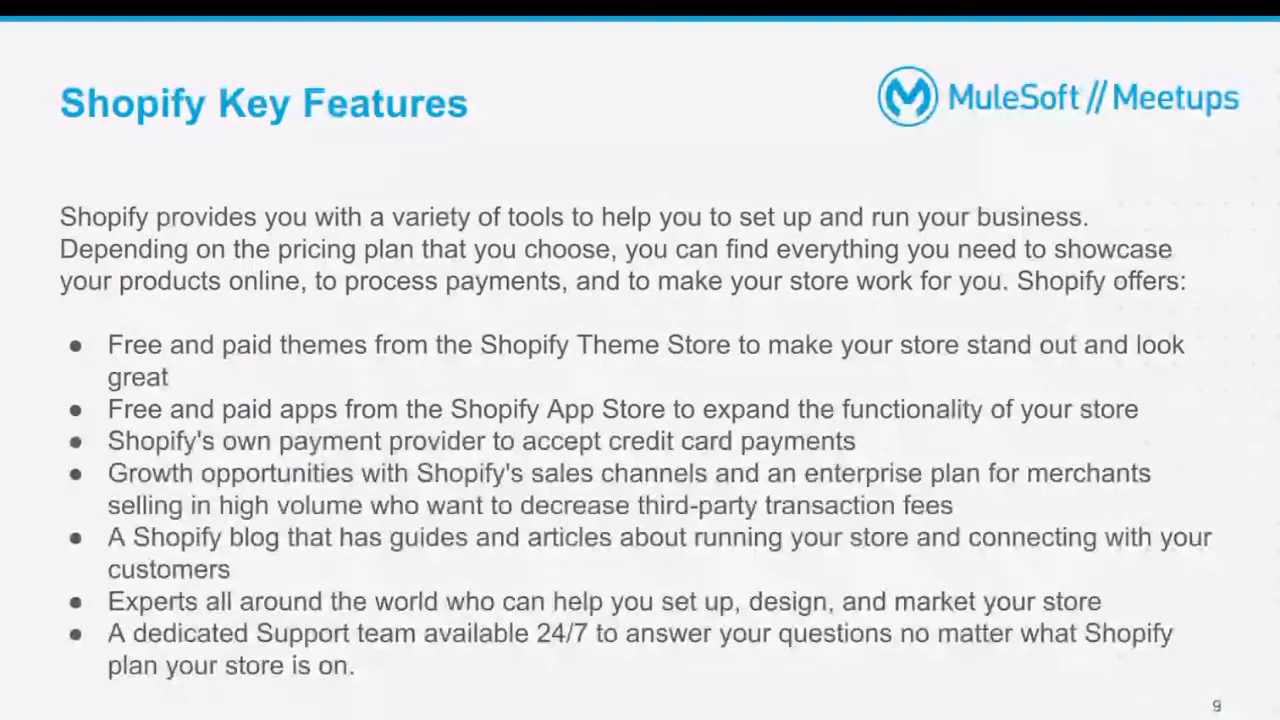 Shopify Key Features
MuleSoft // Meetups
Shopify provides you with a variety of tools to help you to set up and run your business.
Depending on the pricing plan that you choose, you can find everything you need to showcase
your products online, to process payments, and to make your store work for you. Shopify offers:
● Free and paid themes from the Shopify Theme Store to make your store stand out and look
great
● Free and paid apps from the Shopify App Store to expand the functionality of your store
● Shopify's own payment provider to accept credit card payments
● Growth opportunities with Shopify's sales channels and an enterprise plan for merchants
selling in high volume who want to decrease third-party transaction fees
● A Shopify blog that has guides and articles about running your store and connecting with your
customers
● Experts all around the world who can help you set up, design, and market your store
● A dedicated Support team available 24/7 to answer your questions no matter what Shopify
plan your store is on.
9